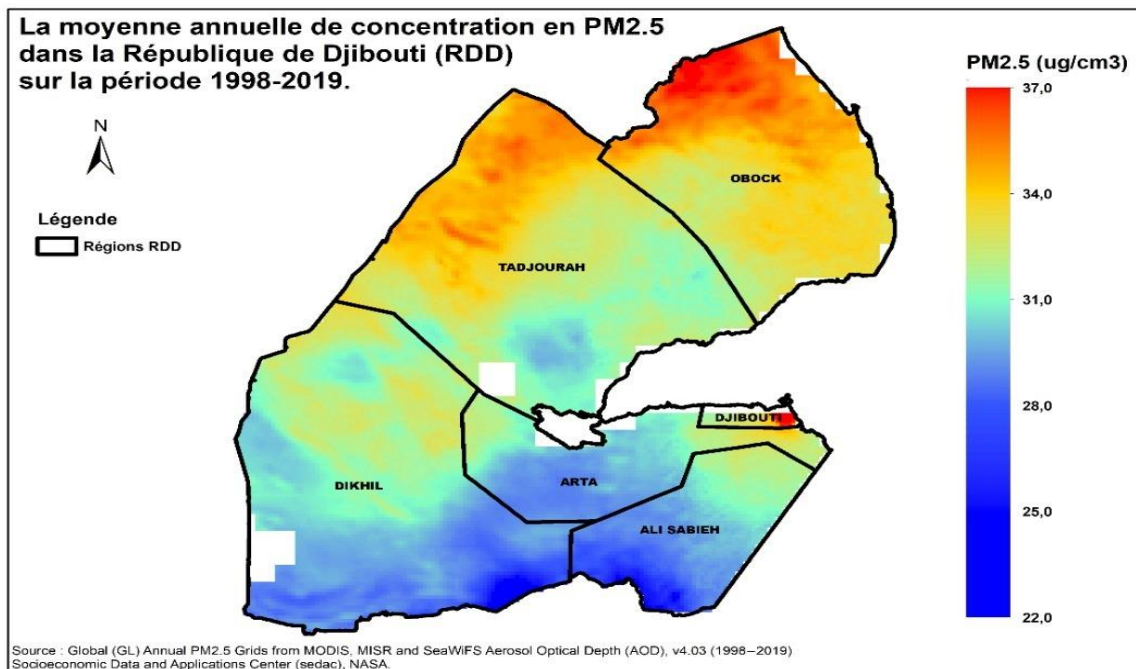 La moyenne annuelle de concentration en PM2.5
dans la République de Djibouti (RDD)
sur la période 1998-2019.
PM2.5 (ug/cm3)
37,0
34,0
31,0
28,0
25,0
22,0
N
Légende
Régions RDD
OBOCK
TADJOURAH
DJIBOUTI
DIKHIL
ARTA
ALI SABIEH
Source : Global (GL) Annual PM2.5 Grids from MODIS, MISR and SeaWiFS Aerosol Optical Depth (AOD), v4.03 (1998–2019)
Socioeconomic Data and Applications Center (sedac), NASA.